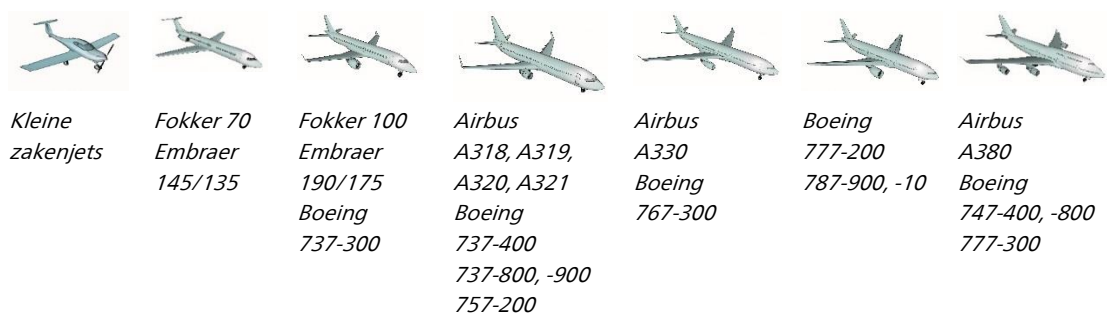 Kleine
zakenjets
Fokker 70
Embraer
145/135
Fokker 100
Embraer
190/175
Boeing
737-300
Airbus
A318, A319,
A320, A321
Boeing
737-400
737-800, -900
757-200
Airbus
A330
Boeing
767-300
Boeing
777-200
787-900, -10
Airbus
A380
Boeing
747-400, -800
777-300